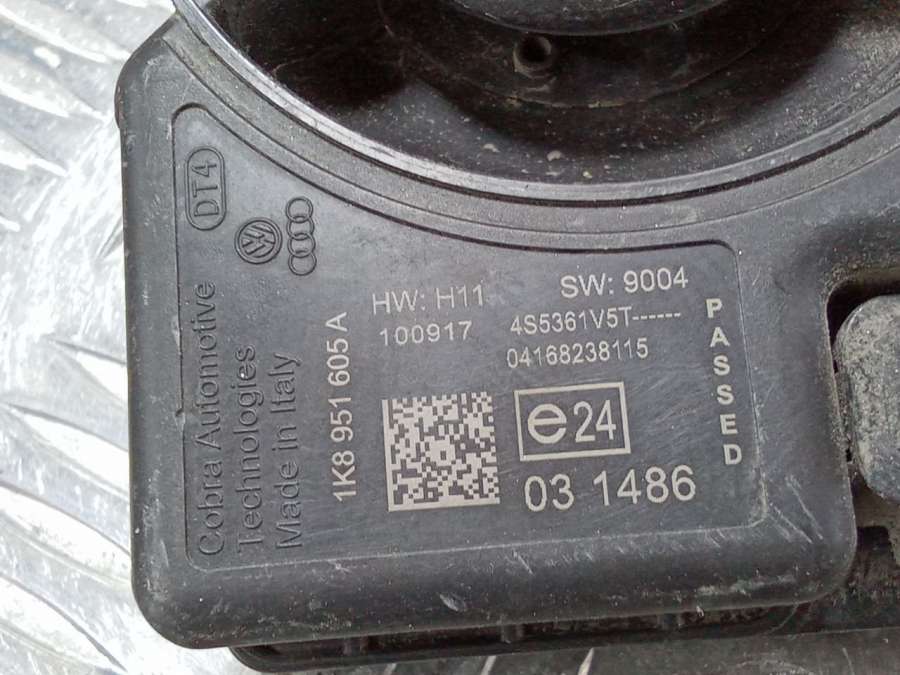 DT4
Cobra Automotive
Technologies
Made in Italy
1K8 951 605 A
HW: H11
100917
SW: 9004
4S5361V5T------
04168238115
e24
03 1486
PASSED